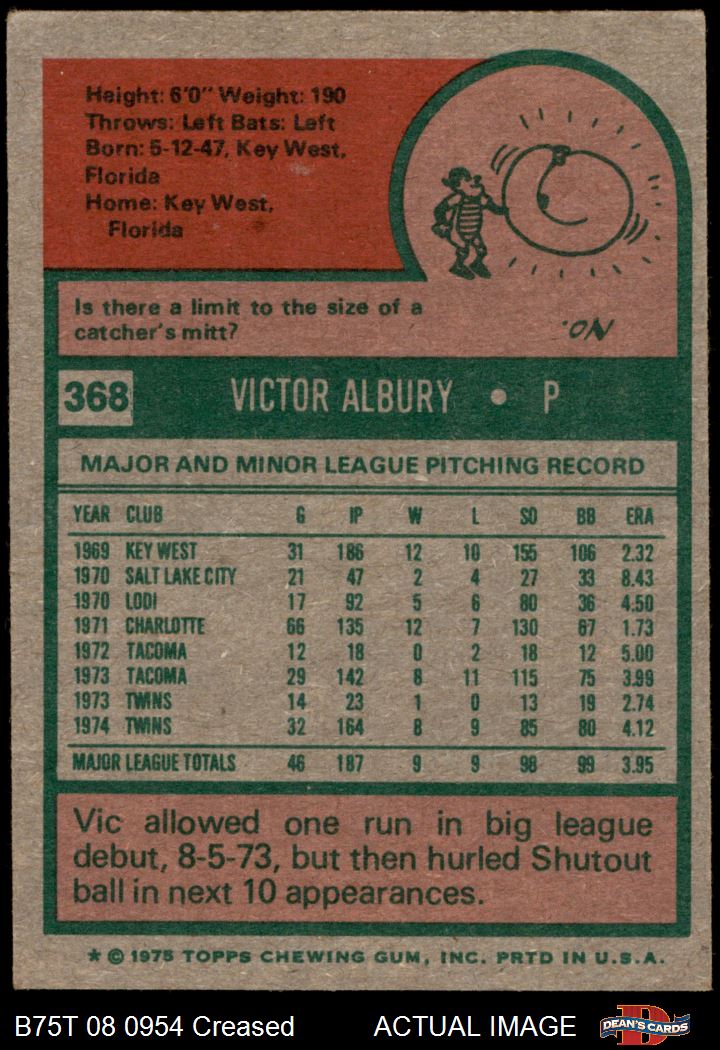 Height: 6'0" Weight: 190
Throws: Left Bats: Left
Born: 5-12-47, Key West,
Florida
Home: Key West,
Florida
Is there a limit to the size of a
catcher's mitt?
NO.
368 VICTOR ALBURY • P
MAJOR AND MINOR LEAGUE PITCHING RECORD
YEAR CLUB G IP W L SO BB ERA
1969 KEY WEST 31 186 12 10 155 106 2.32
1970 SALT LAKE CITY 21 47 2 4 27 33 8.43
1970 LODI 17 92 5 6 80 36 4.50
1971 CHARLOTTE 66 135 12 7 130 67 1.73
1972 TACOMA 12 18 0 2 18 12 5.00
1973 TACOMA 29 142 8 11 115 75 3.99
1973 TWINS 14 23 1 0 13 19 2.74
1974 TWINS 32 164 8 9 85 80 4.12
MAJOR LEAGUE TOTALS 46 187 9 9 98 99 3.95
Vic allowed one run in big league
debut, 8-5-73, but then hurled Shutout
ball in next 10 appearances.
* © 1975 TOPPS CHEWING GUM, INC. PRTD IN U.S.A.
B75T 08 0954 Creased ACTUAL IMAGE D DEAN'S CARDS